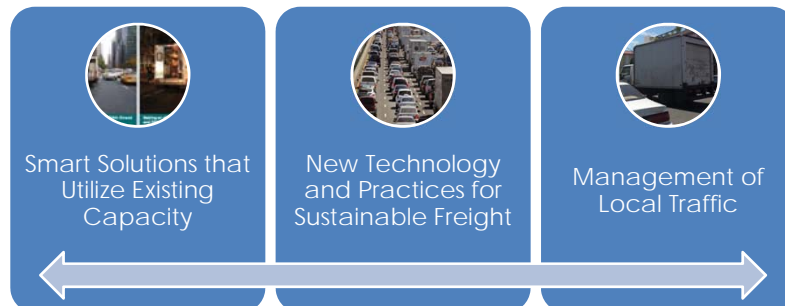 Smart Solutions that
Utilize Existing
Capacity
New Technology
and Practices for
Sustainable Freight
Management of
Local Traffic